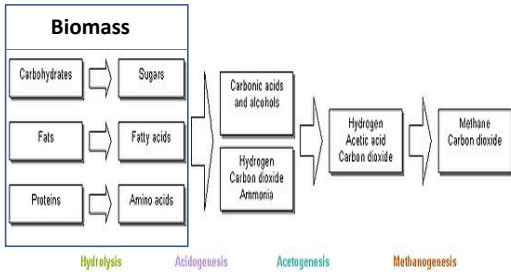 Biomass
Carbohydrates
Sugars
Fats
Fatty acids
Proteins
Amino acids
Carbonic acids
and alcohols
Hydrogen
Carbon dioxide
Ammonia
Hydrogen
Acetic acid
Carbon dioxide
Methane
Carbon dioxide
Hydrolysis
Acidogenesis
Acetogenesis
Methanogenesis